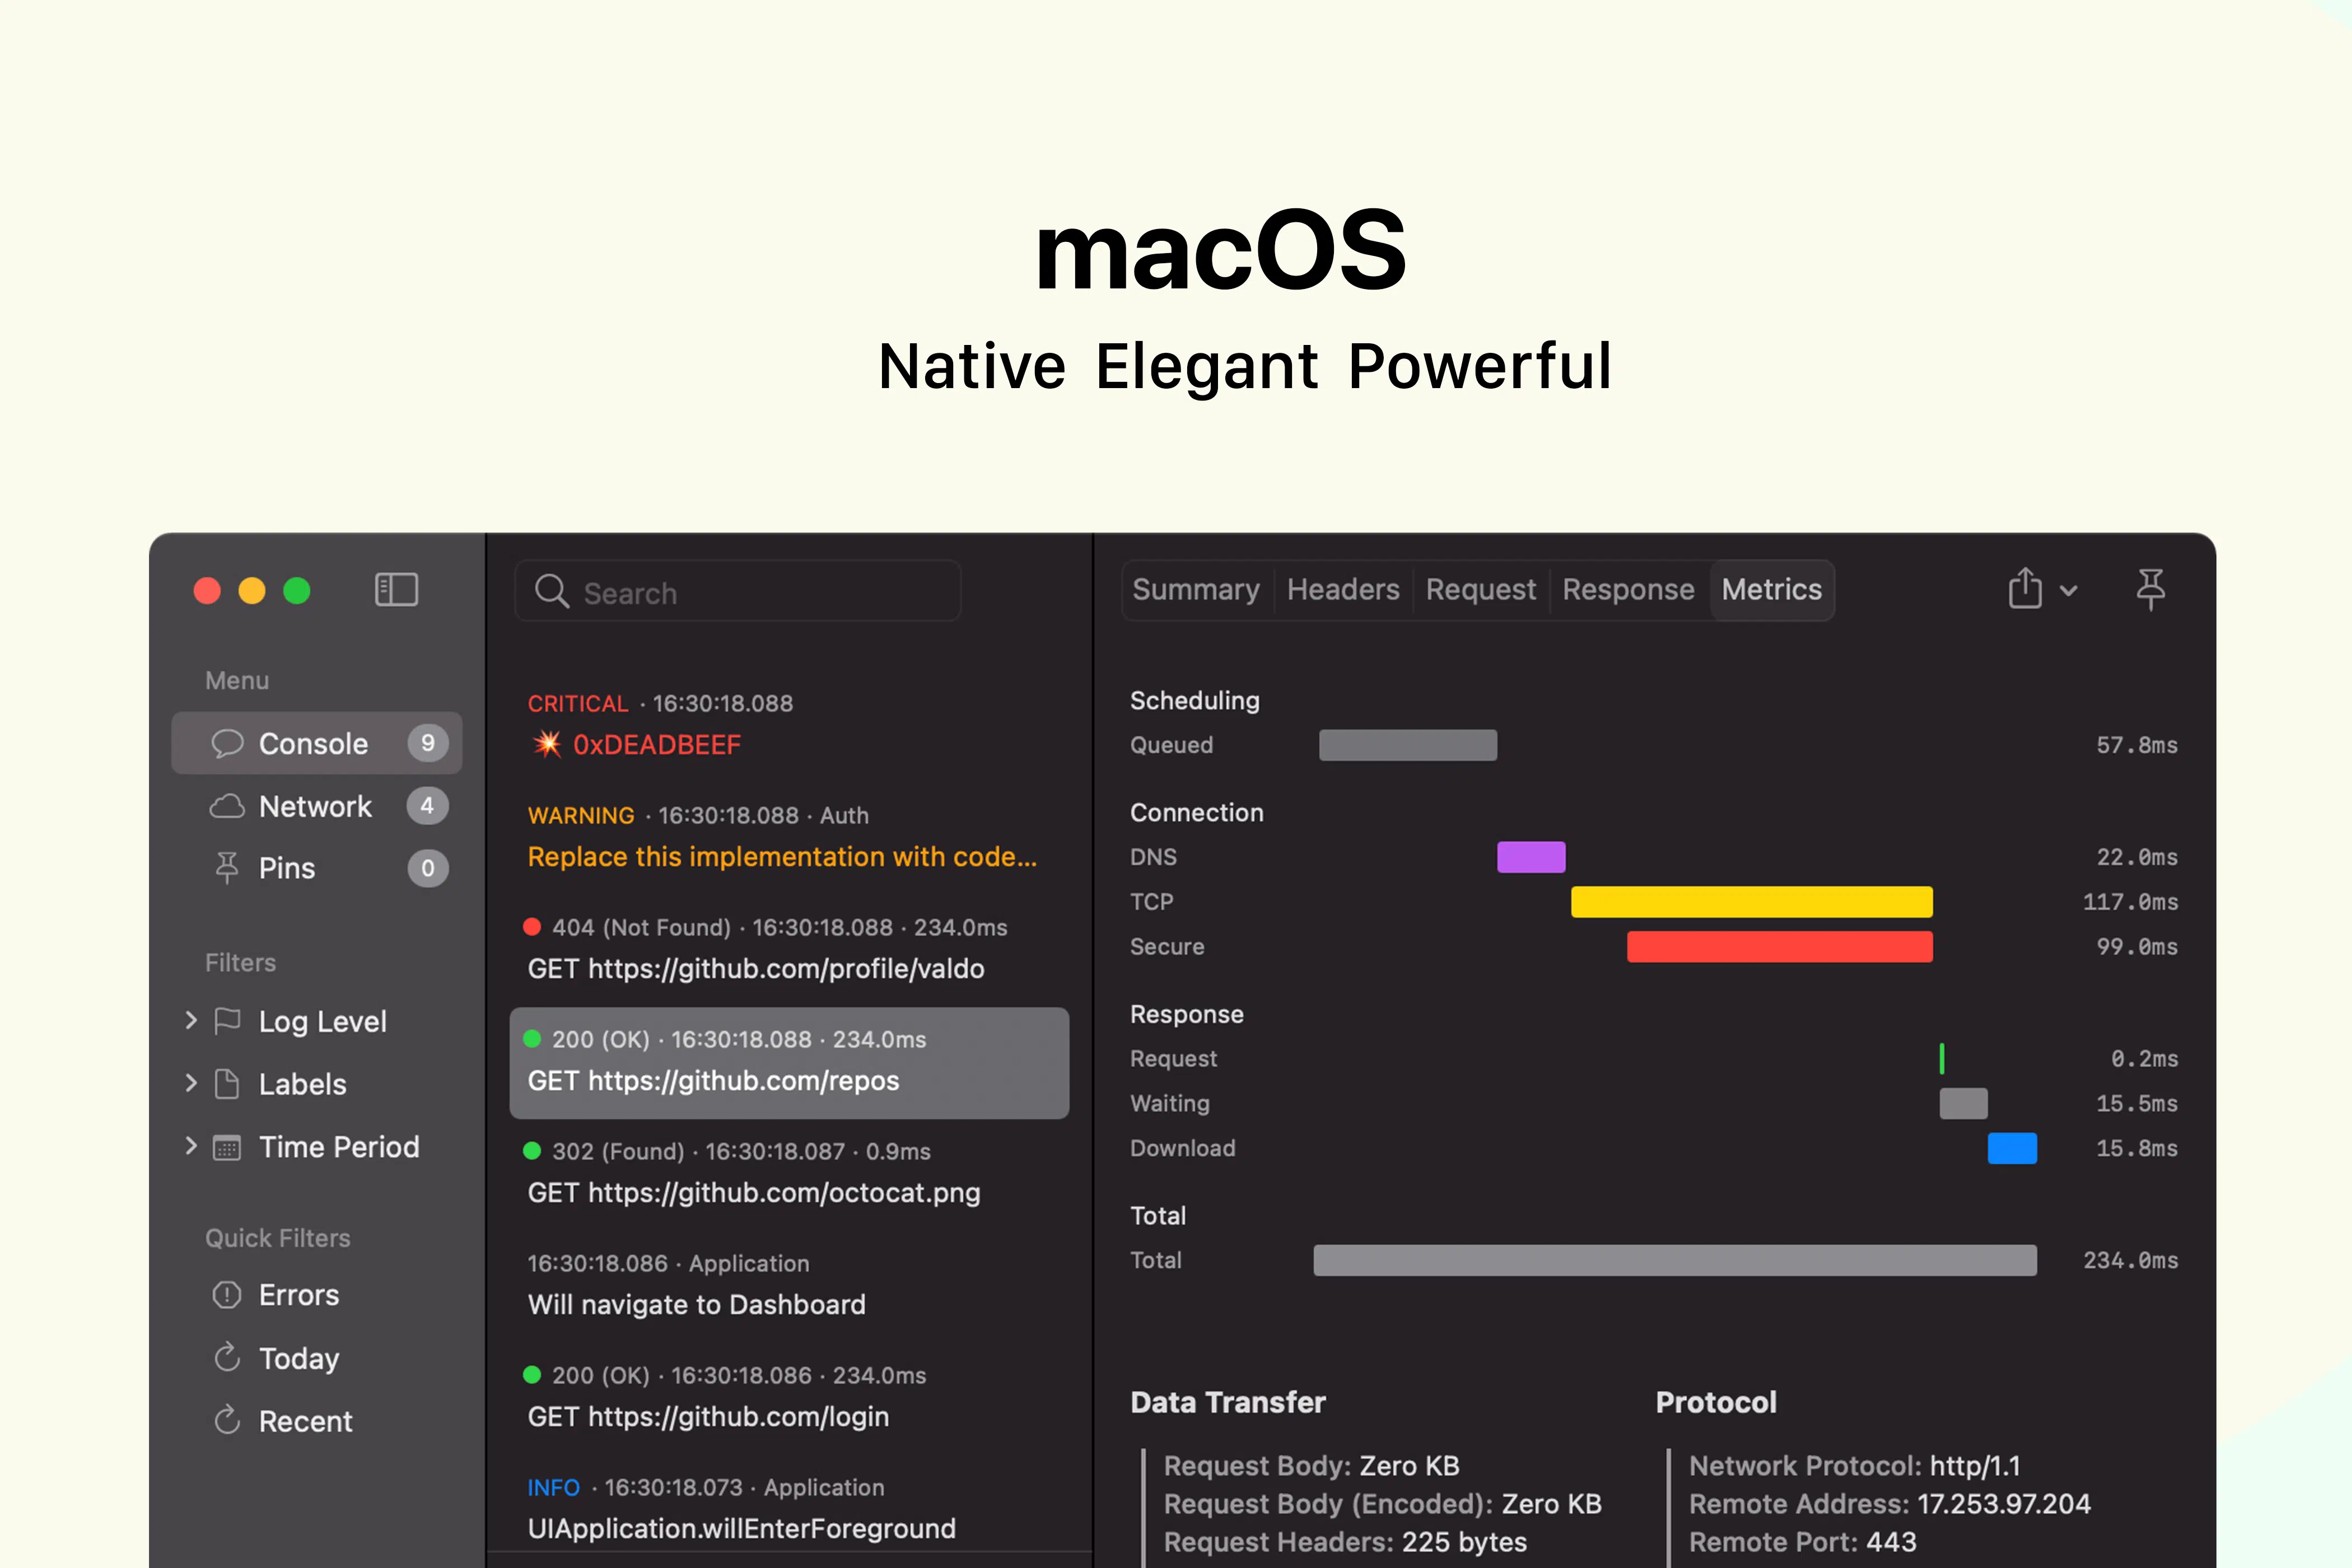 macOS
Native Elegant Powerful
Search
Summary Headers Request Response Metrics
Menu
Console 9
Network 4
Pins 0
Filters
Log Level
Labels
Time Period
Quick Filters
Errors
Today
Recent
CRITICAL · 16:30:18.088
💥 0xDEADBEEF
WARNING · 16:30:18.088 · Auth
Replace this implementation with code...
404 (Not Found) · 16:30:18.088 · 234.0ms
GET https://github.com/profile/valdo
200 (OK) · 16:30:18.088 · 234.0ms
GET https://github.com/repos
302 (Found) · 16:30:18.087 · 0.9ms
GET https://github.com/octocat.png
16:30:18.086 · Application
Will navigate to Dashboard
200 (OK) · 16:30:18.086 · 234.0ms
GET https://github.com/login
INFO · 16:30:18.073 · Application
UIApplication.willEnterForeground
Scheduling
Queued 57.8ms
Connection
DNS 22.0ms
TCP 117.0ms
Secure 99.0ms
Response
Request 0.2ms
Waiting 15.5ms
Download 15.8ms
Total
Total 234.0ms
Data Transfer
Request Body: Zero KB
Request Body (Encoded): Zero KB
Request Headers: 225 bytes
Protocol
Network Protocol: http/1.1
Remote Address: 17.253.97.204
Remote Port: 443